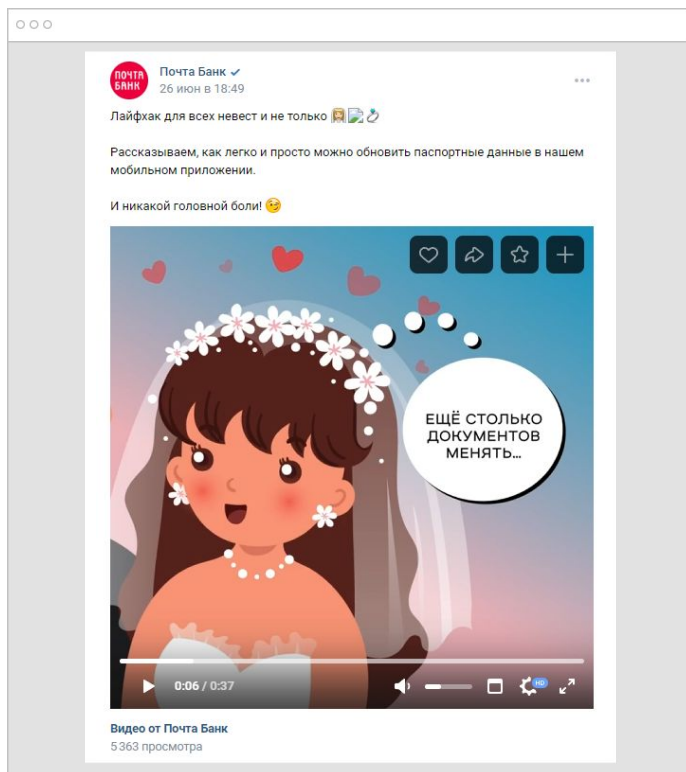 ПОЧТА
БАНК
Почта Банк
26 июн в 18:49
Лайфхак для всех невест и не только
Рассказываем, как легко и просто можно обновить паспортные данные в нашем
мобильном приложении.
И никакой головной боли!
ЕЩЁ СТОЛЬКО
ДОКУМЕНТОВ
МЕНЯТЬ...
0:06 / 0:37
HD
Видео от Почта Банк
5 363 просмотра